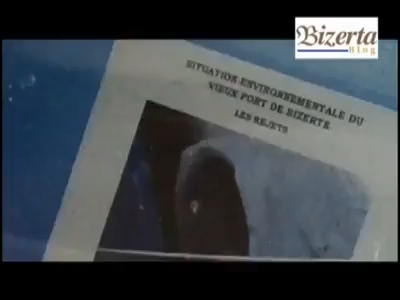 Bizerta
Blog
SITUATION ENVIRONNEMENTALE DU
VIEUX PORT DE BIZERTE
LES REJETS